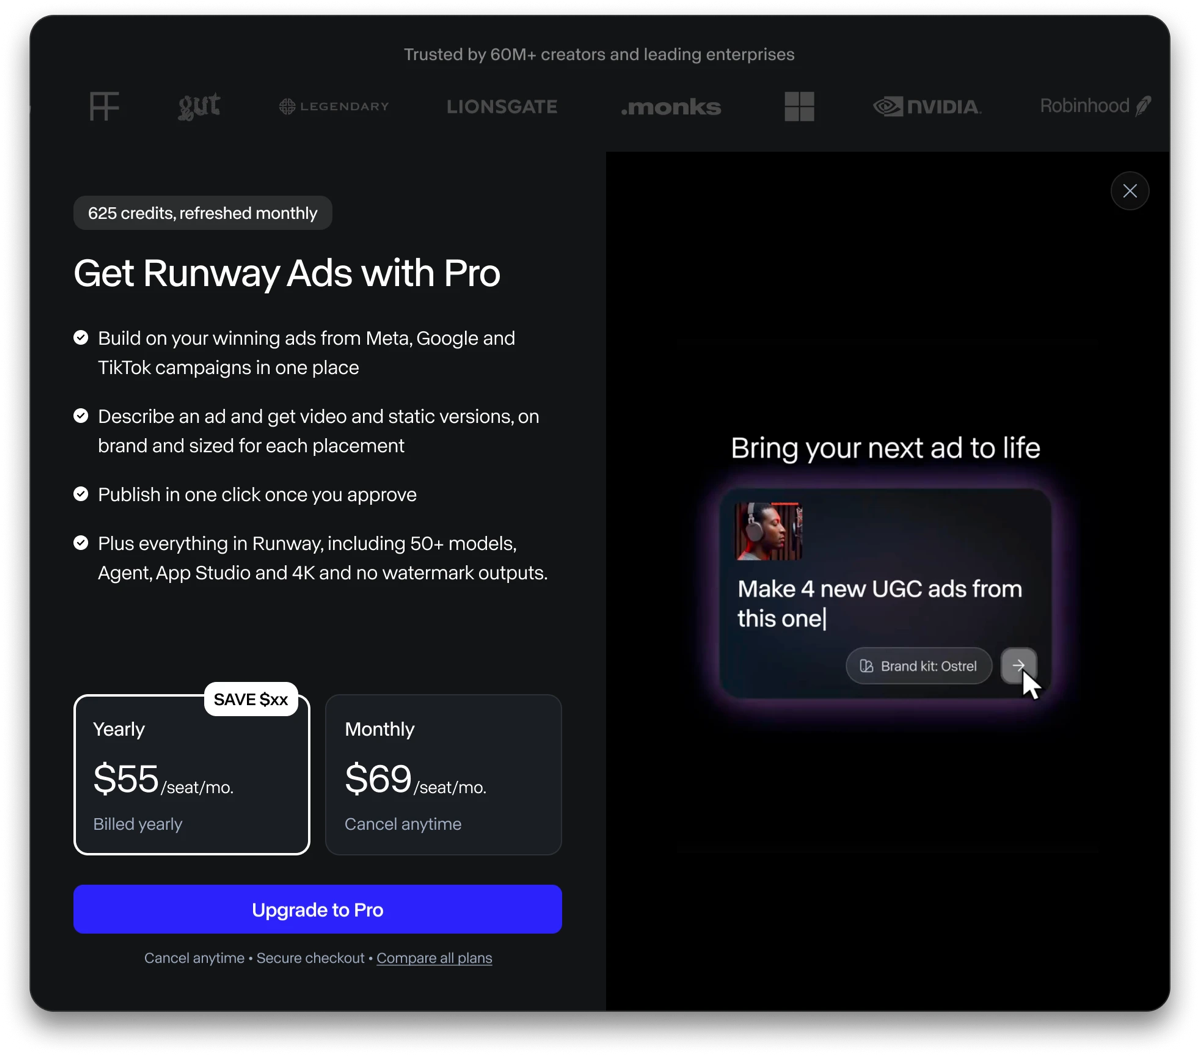 Trusted by 60M+ creators and leading enterprises
gut
LEGENDARY
LIONSGATE
.monks
NVIDIA.
Robinhood
625 credits, refreshed monthly
Get Runway Ads with Pro
Build on your winning ads from Meta, Google and
TikTok campaigns in one place
Describe an ad and get video and static versions, on
brand and sized for each placement
Publish in one click once you approve
Plus everything in Runway, including 50+ models,
Agent, App Studio and 4K and no watermark outputs.
SAVE $xx
Yearly
$55/seat/mo.
Billed yearly
Monthly
$69/seat/mo.
Cancel anytime
Upgrade to Pro
Cancel anytime • Secure checkout • Compare all plans
Bring your next ad to life
Make 4 new UGC ads from
this one
Brand kit: Ostrel